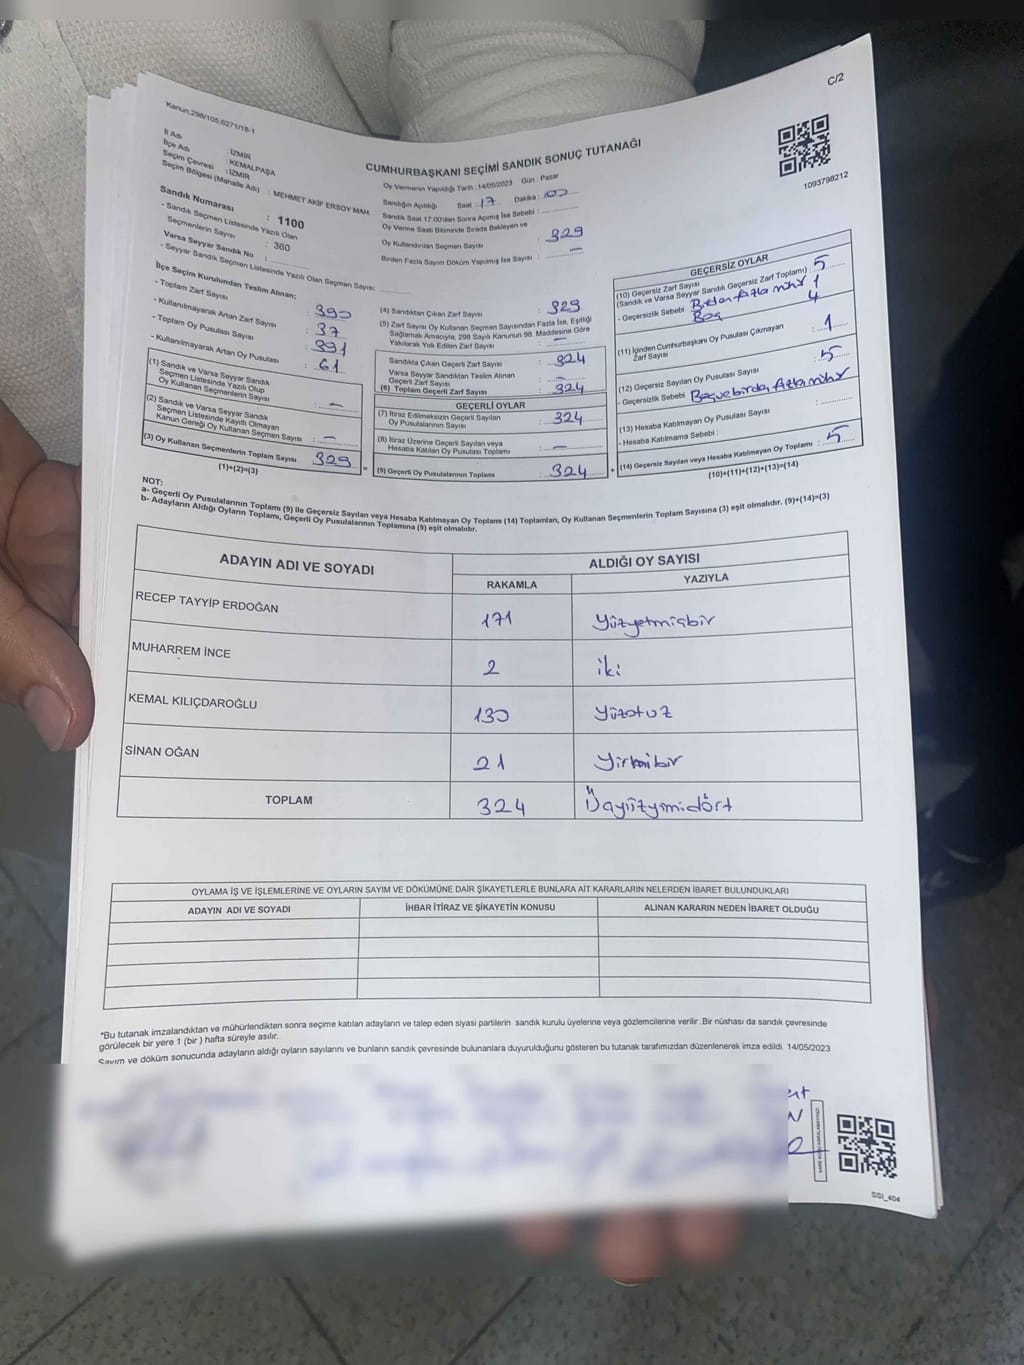 C/2
Kanun;298/105,6271/18-1
CUMHURBAŞKANI SEÇİMİ SANDIK SONUÇ TUTANAĞI
1093798212
İl Adı : İZMİR
İlçe Adı : KEMALPAŞA
Seçim Çevresi : İZMİR
Seçim Bölgesi (Mahalle Adı) : MEHMET AKİF ERSOY MAH.
Sandık Numarası : 1100
- Sandık Seçmen Listesinde Yazılı Olan
Seçmenlerin Sayısı : 360
Varsa Seyyar Sandık No :
- Seyyar Sandık Seçmen Listesinde Yazılı Olan Seçmen Sayısı:
Oy Vermenin Yapıldığı Tarih : 14/05/2023 Gün : Pazar
Sandığın Açıldığı Saat : 17 Dakika : 00
Sandık Saat 17:00'den Sonra Açılmış İse Sebebi :
Oy Verme Saati Bitiminde Sırada Bekleyen ve
Oy Kullandırılan Seçmen Sayısı : 329
Birden Fazla Sayım Döküm Yapılmış İse Sayısı : —
İlçe Seçim Kurulundan Teslim Alınan;
- Toplam Zarf Sayısı : 390
- Kullanılmayarak Artan Zarf Sayısı : 37
- Toplam Oy Pusulası Sayısı : 391
- Kullanılmayarak Artan Oy Pusulası : 61
(1) Sandık ve Varsa Seyyar Sandık
Seçmen Listesinde Yazılı Olup
Oy Kullanan Seçmenlerin Sayısı : —
(2) Sandık ve Varsa Seyyar Sandık
Seçmen Listesinde Kayıtlı Olmayan
Kanun Gereği Oy Kullanan Seçmen Sayısı : —
(3) Oy Kullanan Seçmenlerin Toplam Sayısı : 329
(1)+(2)=(3)
(4) Sandıktan Çıkan Zarf Sayısı : 329
(5) Zarf Sayısı Oy Kullanan Seçmen Sayısından Fazla İse, Eşitliği
Sağlamak Amacıyla; 298 Sayılı Kanunun 98. Maddesine Göre
Yakılarak Yok Edilen Zarf Sayısı : —
Sandıkta Çıkan Geçerli Zarf Sayısı : 324
Varsa Seyyar Sandıktan Teslim Alınan
Geçerli Zarf Sayısı : —
(6) Toplam Geçerli Zarf Sayısı : 324
GEÇERLİ OYLAR
(7) İtiraz Edilmeksizin Geçerli Sayılan
Oy Pusulasının Sayısı : 324
(8) İtiraz Üzerine Geçerli Sayılan veya
Hesaba Katılan Oy Pusulası Toplamı : —
(9) Geçerli Oy Pusulalarının Toplamı : 324
GEÇERSİZ OYLAR
(10) Geçersiz Zarf Sayısı
(Sandık ve Varsa Seyyar Sandık Geçersiz Zarf Toplamı) : 5
- Geçersizlik Sebebi : Birden fazla mühür 1
Boş 4
(11) İçinden Cumhurbaşkanı Oy Pusulası Çıkmayan
Zarf Sayısı : 1
(12) Geçersiz Sayılan Oy Pusulası Sayısı : 5
- Geçersizlik Sebebi
(13) Hesaba Katılmayan Oy Pusulası Sayısı :
- Hesaba Katılmama Sebebi :
(14) Geçersiz Sayılan veya Hesaba Katılmayan Oy Toplamı : 5
(10)+(11)+(12)+(13)=(14)
NOT:
a- Geçerli Oy Pusulalarının Toplamı (9) ile Geçersiz Sayılan veya Hesaba Katılmayan Oy Toplamı (14) Toplamları, Oy Kullanan Seçmenlerin Toplam Sayısına (3) eşit olmalıdır. (9)+(14)=(3)
b- Adayların Aldığı Oyların Toplamı, Geçerli Oy Pusulalarının Toplamına (9) eşit olmalıdır.
ADAYIN ADI VE SOYADI
ALDIĞI OY SAYISI
RAKAMLA YAZIYLA
RECEP TAYYİP ERDOĞAN 171 Yüzyetmişbir
MUHARREM İNCE 2 iki
KEMAL KILIÇDAROĞLU 130 Yüzotuz
SİNAN OĞAN 21 Yirmibir
TOPLAM 324
OYLAMA İŞ VE İŞLEMLERİNE VE OYLARIN SAYIM VE DÖKÜMÜNE DAİR ŞİKAYETLERLE BUNLARA AİT KARARLARIN NELERDEN İBARET BULUNDUKLARI
ADAYIN ADI VE SOYADI İHBAR İTİRAZ VE ŞİKAYETİN KONUSU ALINAN KARARIN NEDEN İBARET OLDUĞU
*Bu tutanak imzalandıktan ve mühürlendikten sonra seçime katılan adayların ve talep eden siyasi partilerin sandık kurulu üyelerine veya gözlemcilerine verilir .Bir nüshası da sandık çevresinde
görülecek bir yere 1 (bir ) hafta süreyle asılır.
Sayım ve döküm sonucunda adayların aldığı oyların sayılarını ve bunların sandık çevresinde bulunanlara duyurulduğunu gösteren bu tutanak tarafımızdan düzenlenerek imza edildi 14/05/2023
SSİ_404